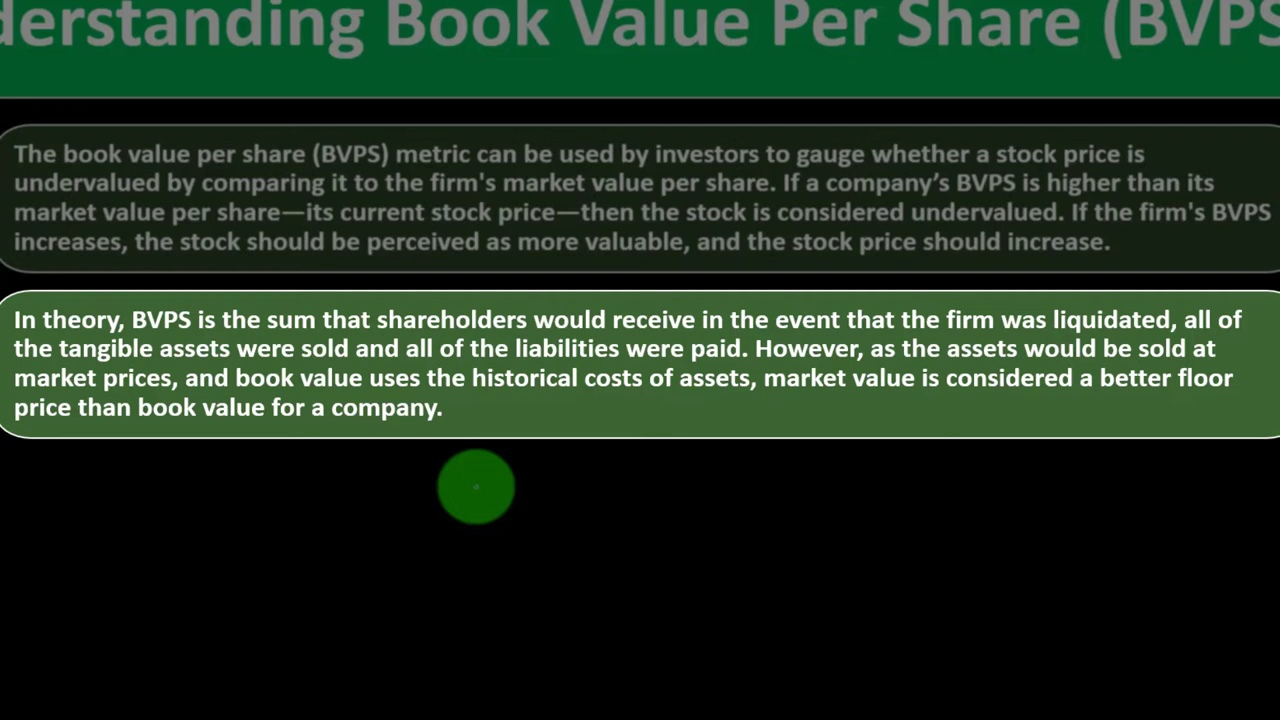 derstanding Book Value Per Share (BVPS
The book value per share (BVPS) metric can be used by investors to gauge whether a stock price is
undervalued by comparing it to the firm's market value per share. If a company’s BVPS is higher than its
market value per share—its current stock price—then the stock is considered undervalued. If the firm's BVPS
increases, the stock should be perceived as more valuable, and the stock price should increase.
In theory, BVPS is the sum that shareholders would receive in the event that the firm was liquidated, all of
the tangible assets were sold and all of the liabilities were paid. However, as the assets would be sold at
market prices, and book value uses the historical costs of assets, market value is considered a better floor
price than book value for a company.